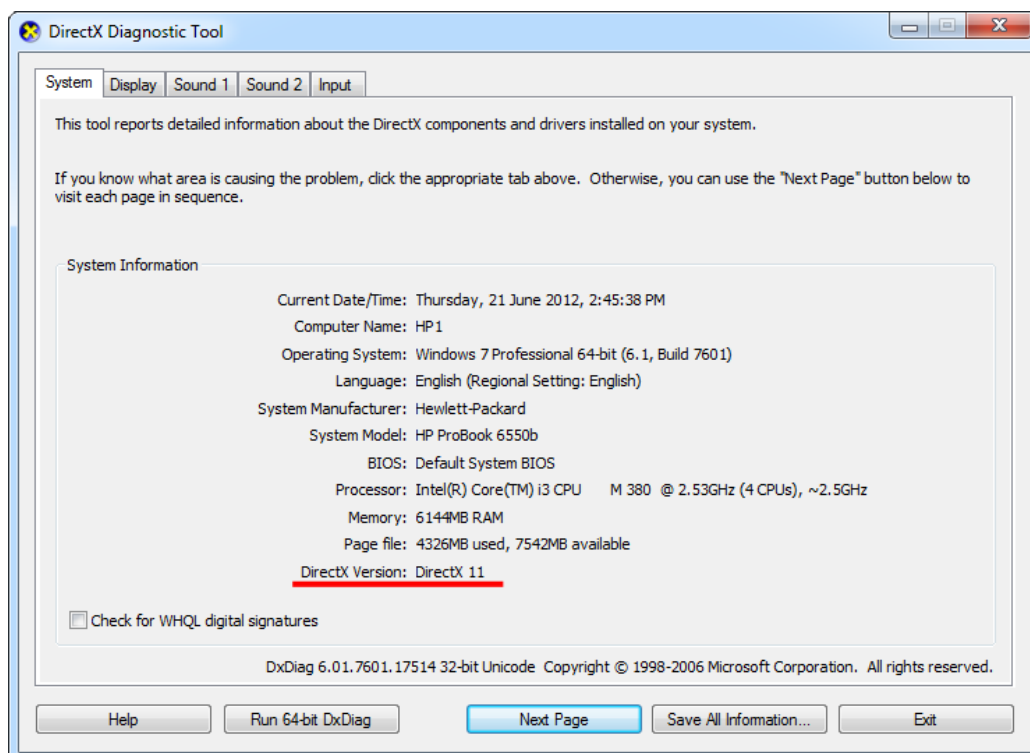 DirectX Diagnostic Tool
System Display Sound 1 Sound 2 Input
This tool reports detailed information about the DirectX components and drivers installed on your system.
If you know what area is causing the problem, click the appropriate tab above.  Otherwise, you can use the "Next Page" button below to
visit each page in sequence.
System Information
Current Date/Time: Thursday, 21 June 2012, 2:45:38 PM
Computer Name: HP1
Operating System: Windows 7 Professional 64-bit (6.1, Build 7601)
Language: English (Regional Setting: English)
System Manufacturer: Hewlett-Packard
System Model: HP ProBook 6550b
BIOS: Default System BIOS
Processor: Intel(R) Core(TM) i3 CPU       M 380  @ 2.53GHz (4 CPUs), ~2.5GHz
Memory: 6144MB RAM
Page file: 4326MB used, 7542MB available
DirectX Version: DirectX 11
Check for WHQL digital signatures
DxDiag 6.01.7601.17514 32-bit Unicode  Copyright © 1998-2006 Microsoft Corporation.  All rights reserved.
Help Run 64-bit DxDiag Next Page Save All Information... Exit